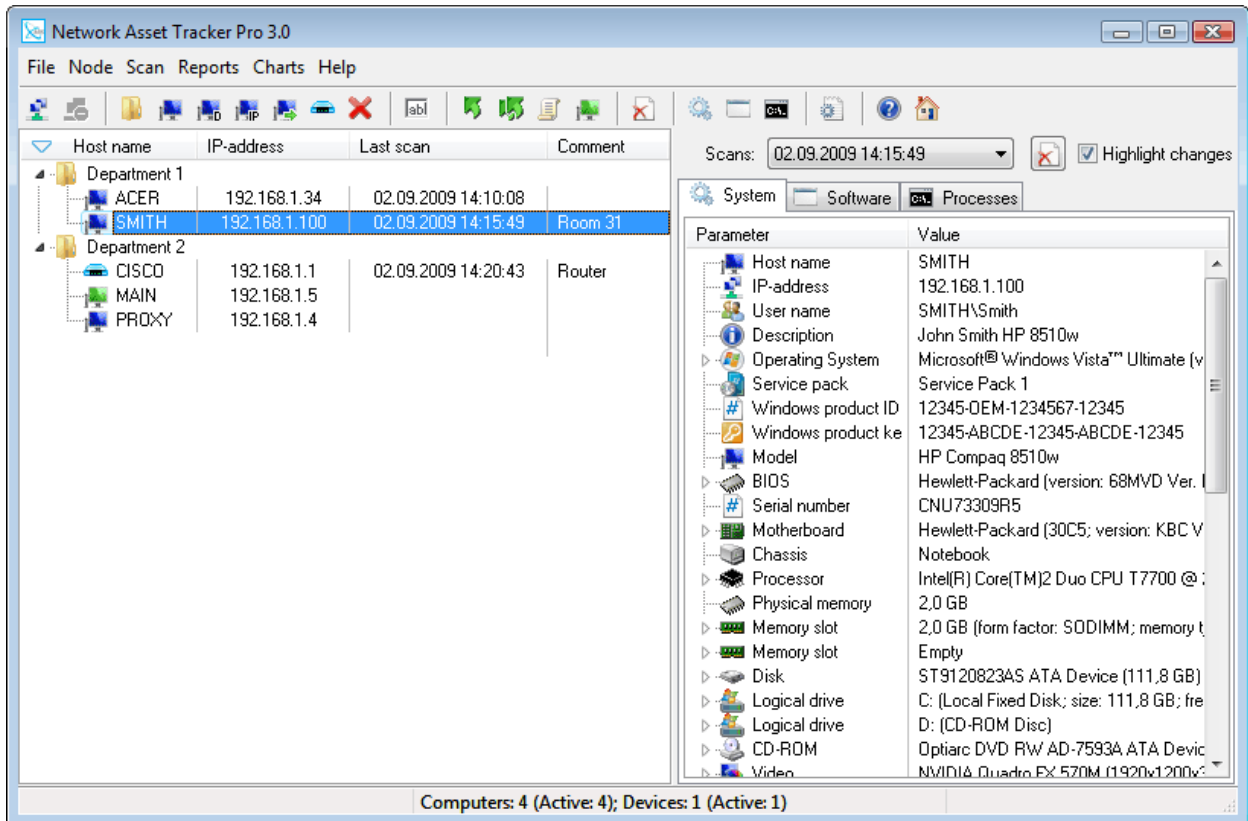 Network Asset Tracker Pro 3.0
File Node Scan Reports Charts Help
Host name IP-address Last scan Comment
Department 1
ACER 192.168.1.34 02.09.2009 14:10:08
SMITH 192.168.1.100 02.09.2009 14:15:49 Room 31
Department 2
CISCO 192.168.1.1 02.09.2009 14:20:43 Router
MAIN 192.168.1.5
PROXY 192.168.1.4
Scans: 02.09.2009 14:15:49 Highlight changes
System Software Processes
Parameter Value
Host name SMITH
IP-address 192.168.1.100
User name SMITH\Smith
Description John Smith HP 8510w
Operating System Microsoft® Windows Vista™ Ultimate (v
Service pack Service Pack 1
Windows product ID 12345-OEM-1234567-12345
Windows product ke 12345-ABCDE-12345-ABCDE-12345
Model HP Compaq 8510w
BIOS Hewlett-Packard (version: 68MVD Ver.
Serial number CNU73309R5
Motherboard Hewlett-Packard (30C5; version: KBC V
Chassis Notebook
Processor Intel(R) Core(TM)2 Duo CPU T7700 @
Physical memory 2,0 GB
Memory slot 2,0 GB (form factor: SODIMM; memory t
Memory slot Empty
Disk ST9120823AS ATA Device (111,8 GB)
Logical drive C: (Local Fixed Disk; size: 111,8 GB; fre
Logical drive D: (CD-ROM Disc)
CD-ROM Optiarc DVD RW AD-7593A ATA Devic
Video NVIDIA Quadro FX 570M (1920x1200x
Computers: 4 (Active: 4); Devices: 1 (Active: 1)